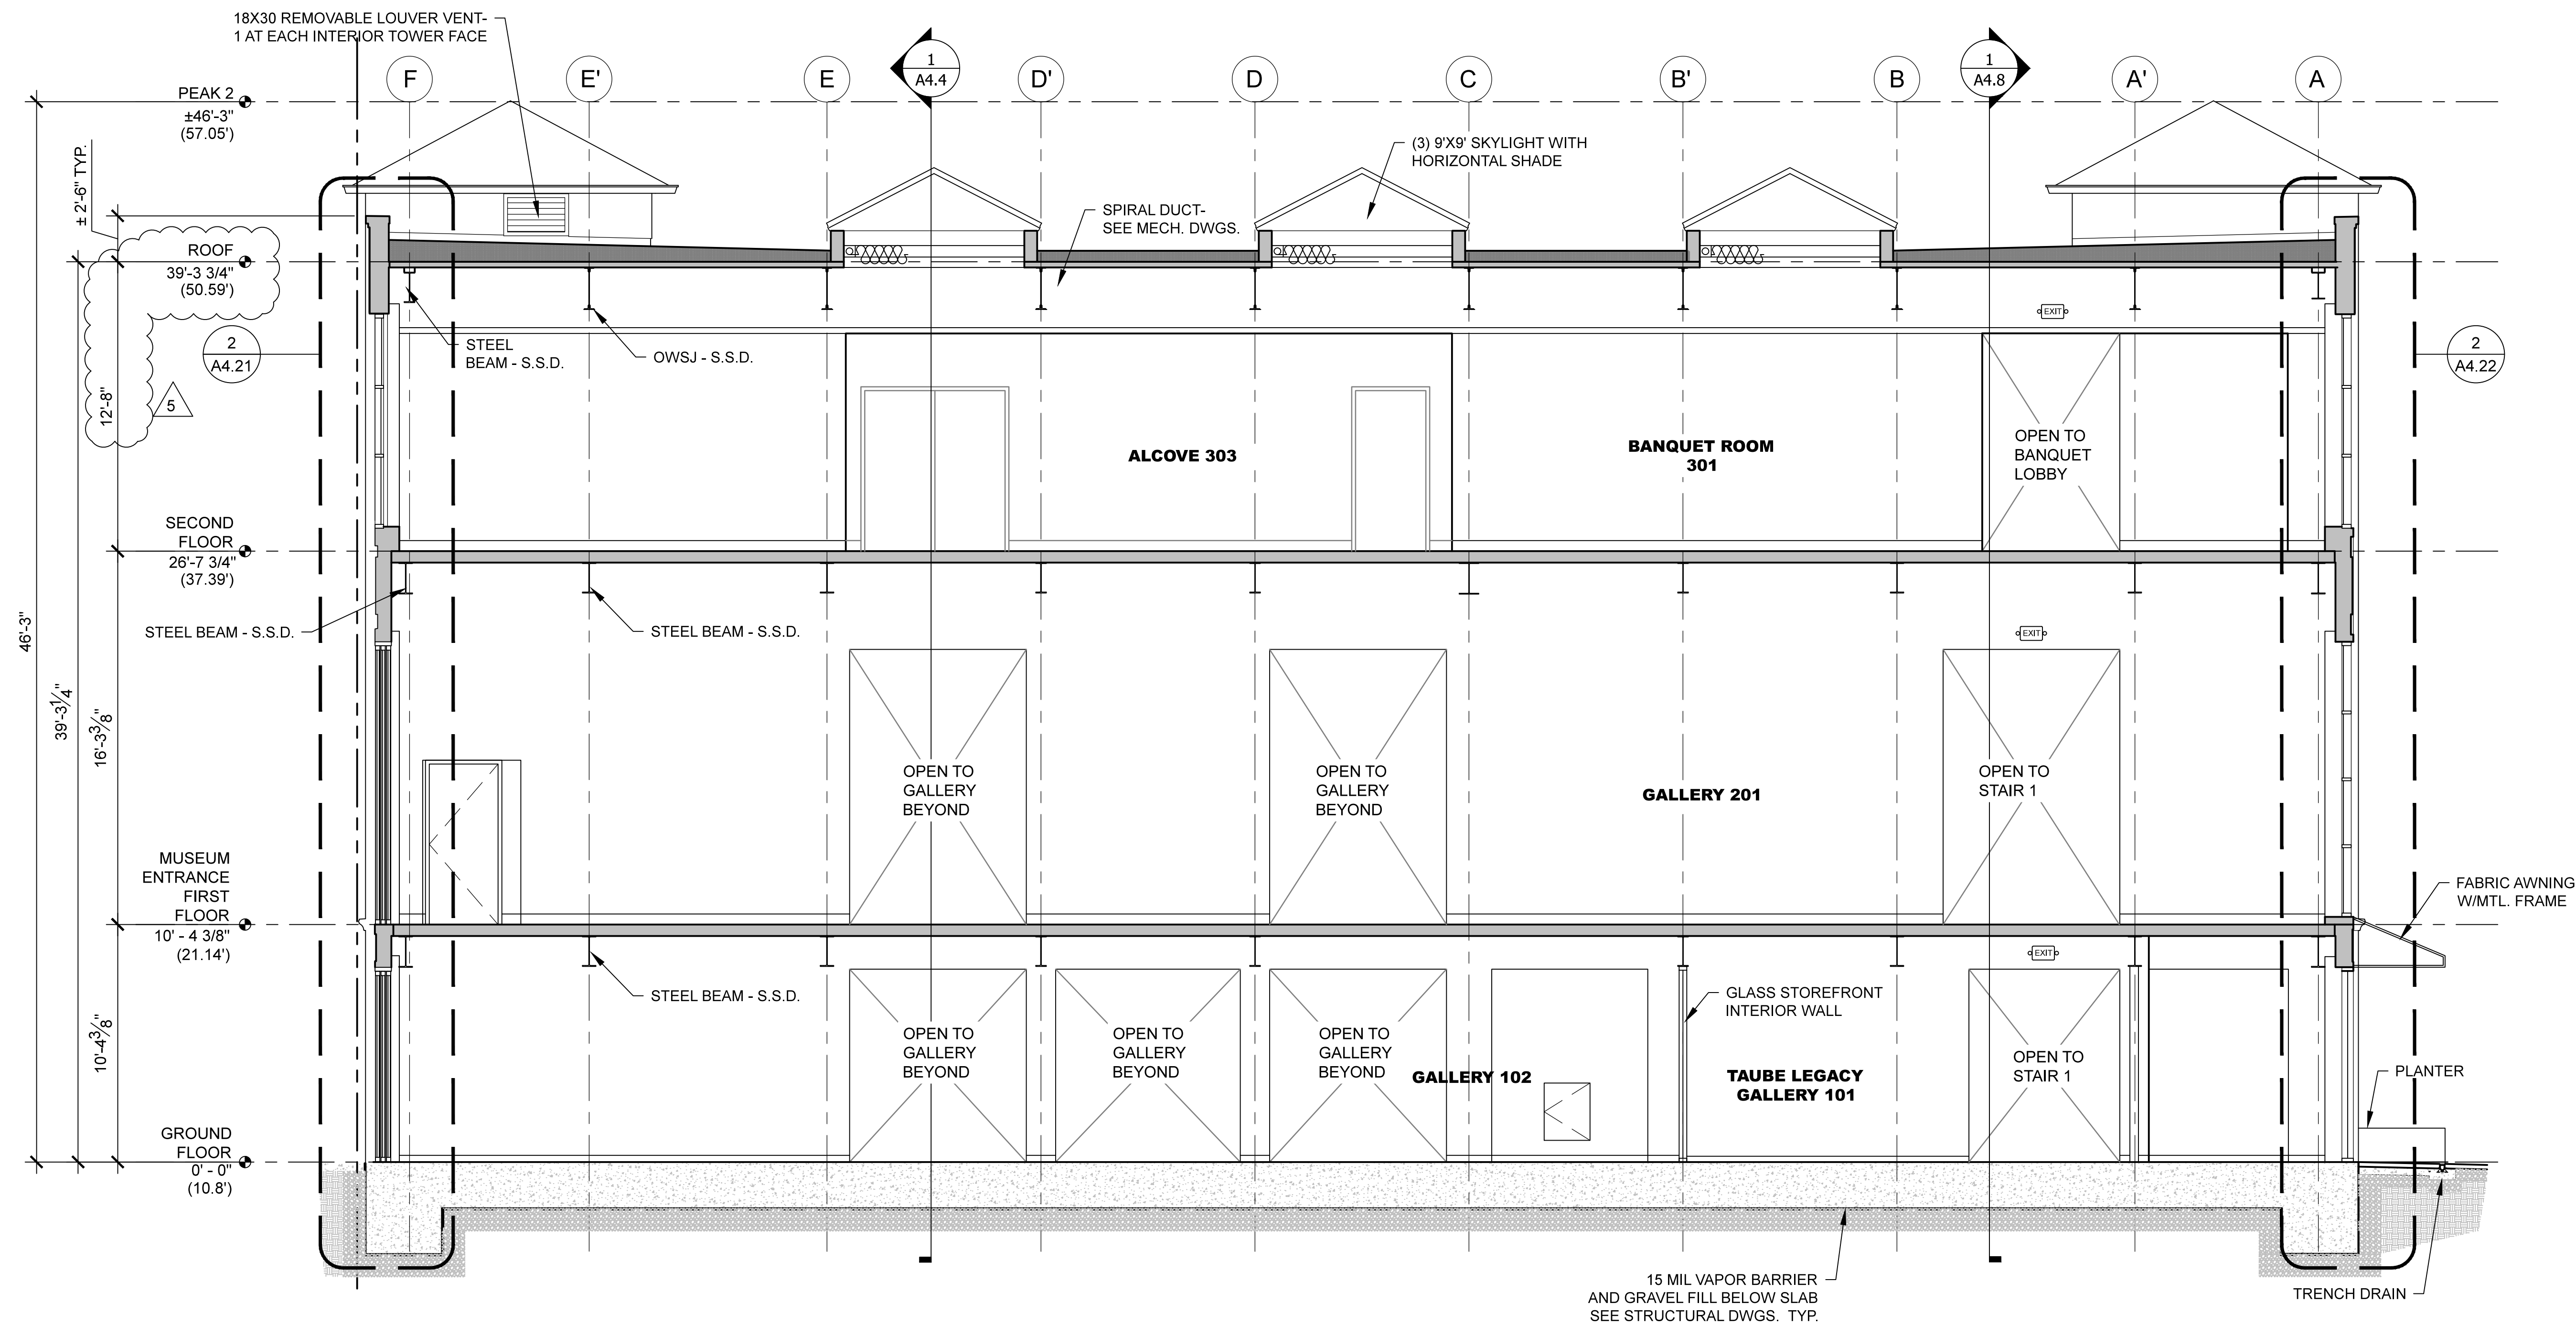 18X30 REMOVABLE LOUVER VENT-
1 AT EACH INTERIOR TOWER FACE
F
E'
E
1
A4.4
D'
D
C
B'
B
1
A4.8
A'
A
PEAK 2
±46'-3"
(57.05')
± 2'-6" TYP.
(3) 9'X9' SKYLIGHT WITH
HORIZONTAL SHADE
SPIRAL DUCT-
SEE MECH. DWGS.
ROOF
39'-3 3/4"
(50.59')
EXIT
2
A4.21
STEEL
BEAM - S.S.D.
OWSJ - S.S.D.
2
A4.22
5
12'-8"
ALCOVE 303
BANQUET ROOM
301
OPEN TO
BANQUET
LOBBY
SECOND
FLOOR
26'-7 3/4"
(37.39')
46'-3"
STEEL BEAM - S.S.D.
STEEL BEAM - S.S.D.
EXIT
39'-3 1/4"
16'-3 3/8"
OPEN TO
GALLERY
BEYOND
OPEN TO
GALLERY
BEYOND
GALLERY 201
OPEN TO
STAIR 1
MUSEUM
ENTRANCE
FIRST
FLOOR
10' - 4 3/8"
(21.14')
FABRIC AWNING
W/MTL. FRAME
EXIT
STEEL BEAM - S.S.D.
GLASS STOREFRONT
INTERIOR WALL
10'-4 3/8"
OPEN TO
GALLERY
BEYOND
OPEN TO
GALLERY
BEYOND
OPEN TO
GALLERY
BEYOND
GALLERY 102
TAUBE LEGACY
GALLERY 101
OPEN TO
STAIR 1
PLANTER
GROUND
FLOOR
0' - 0"
(10.8')
15 MIL VAPOR BARRIER
AND GRAVEL FILL BELOW SLAB
SEE STRUCTURAL DWGS. TYP.
TRENCH DRAIN